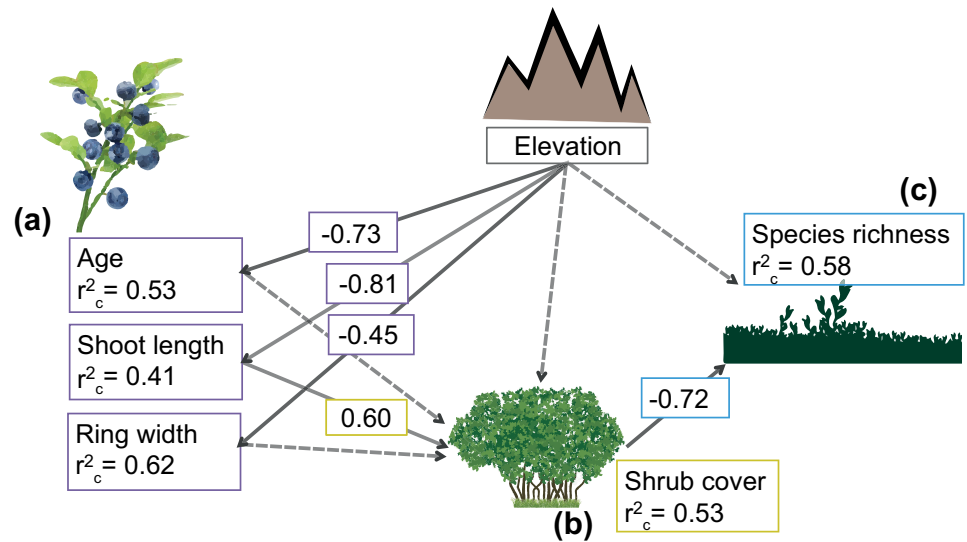 Elevation
(a)
(c)
-0.73
Species richness
r²c = 0.58
Age
r²c = 0.53
-0.81
-0.45
Shoot length
r²c = 0.41
-0.72
0.60
Ring width
r²c = 0.62
Shrub cover
r²c = 0.53
(b)